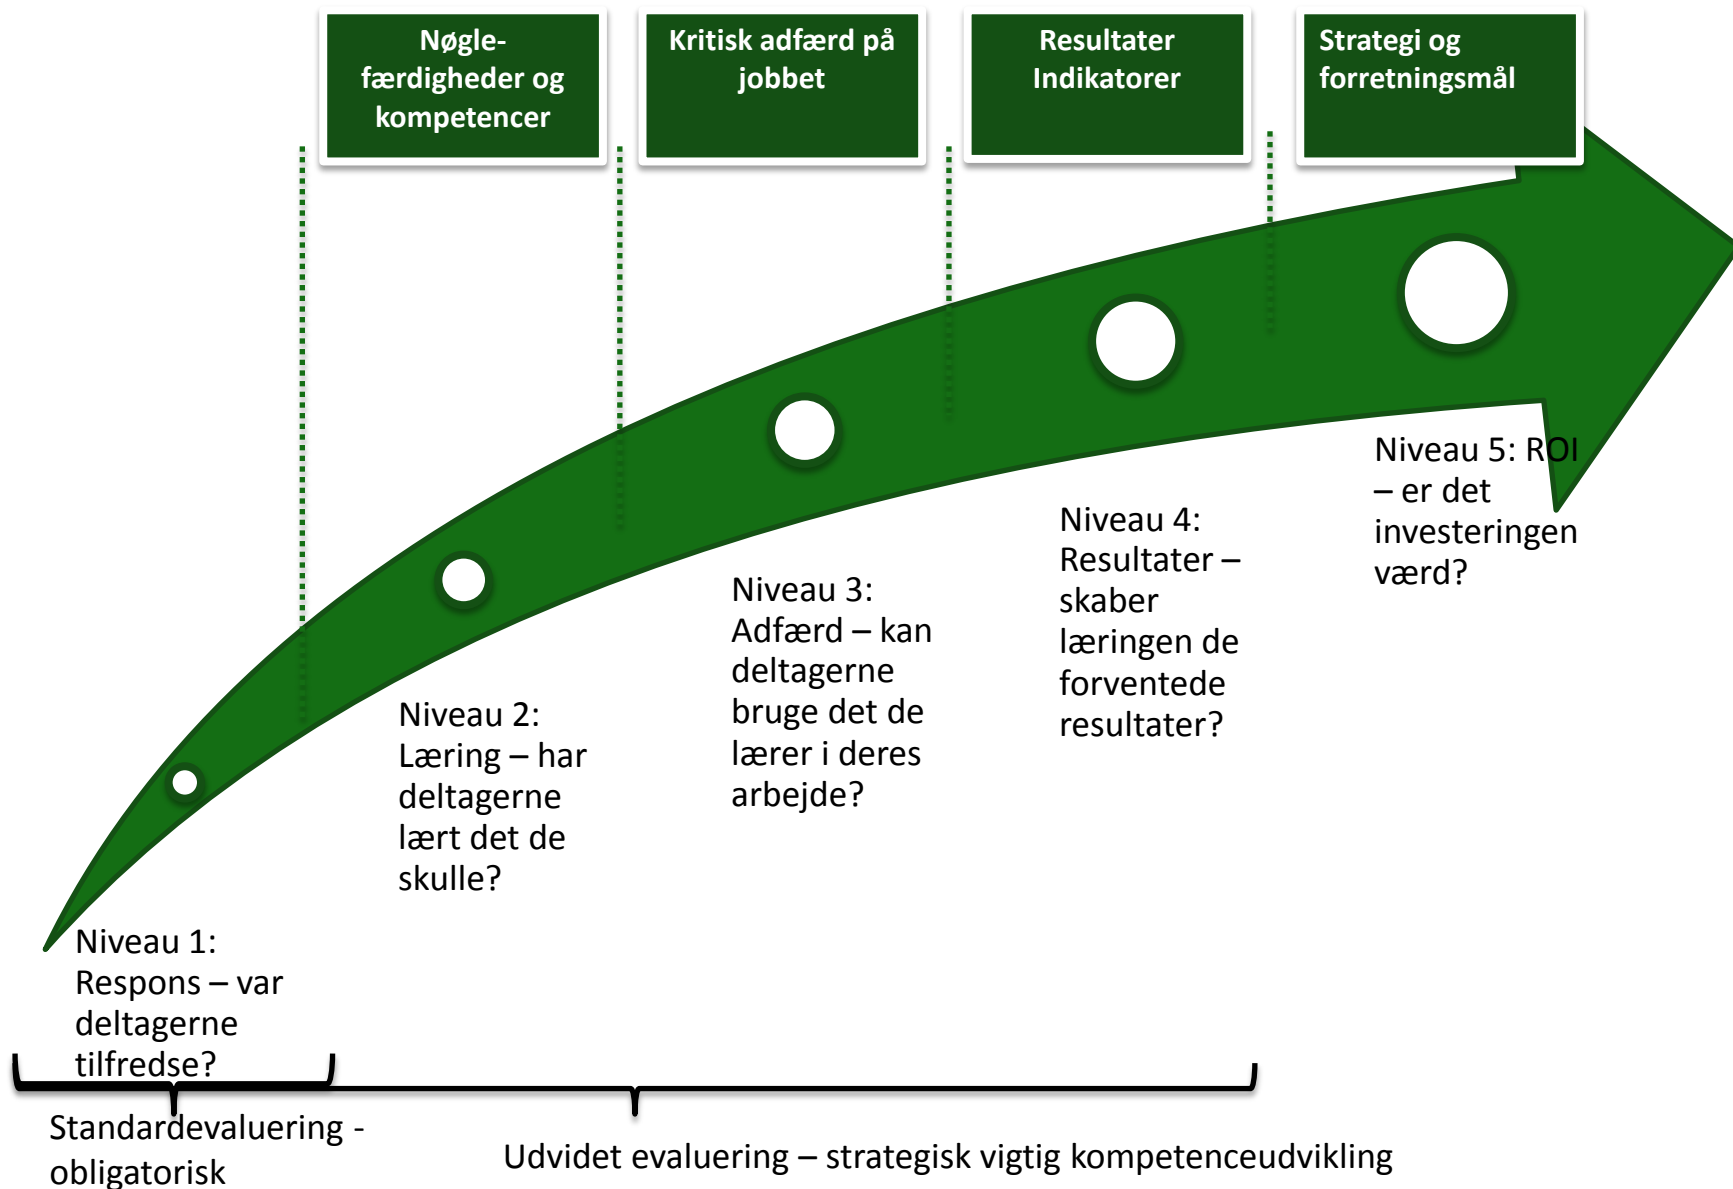 Nøgle-
færdigheder og
kompetencer
Kritisk adfærd på
jobbet
Resultater
Indikatorer
Strategi og
forretningsmål
Niveau 1:
Respons – var
deltagerne
tilfredse?
Niveau 2:
Læring – har
deltagerne
lært det de
skulle?
Niveau 3:
Adfærd – kan
deltagerne
bruge det de
lærer i deres
arbejde?
Niveau 4:
Resultater –
skaber
læringen de
forventede
resultater?
Niveau 5: ROI
– er det
investeringen
værd?
Standardevaluering -
obligatorisk
Udvidet evaluering – strategisk vigtig kompetenceudvikling